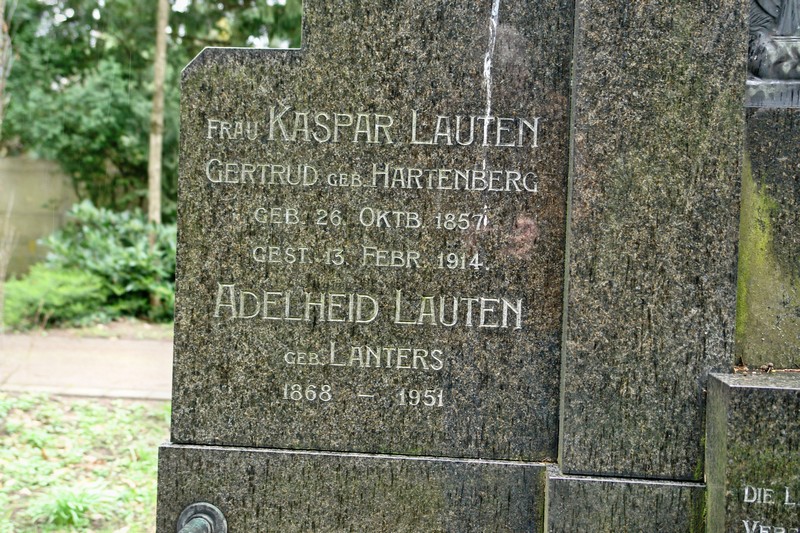 FRAU KASPAR LAUTEN
GERTRUD GEB. HARTENBERG
GEB. 26. OKTB. 1857.
GEST. 13. FEBR. 1914.
ADELHEID LAUTEN
GEB. LANTERS
1868 – 1951
DIE